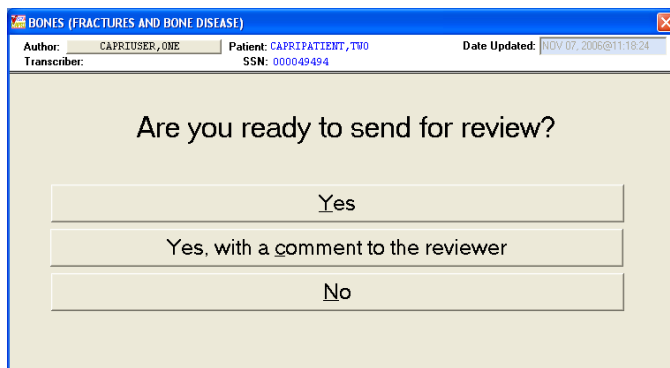 BONES (FRACTURES AND BONE DISEASE)
Author: CAPRIUSER,ONE Patient: CAPRIPATIENT,TWO Date Updated: NOV 07, 2006@11:18:24
Transcriber: SSN: 000049494
Are you ready to send for review?
Yes
Yes, with a comment to the reviewer
No